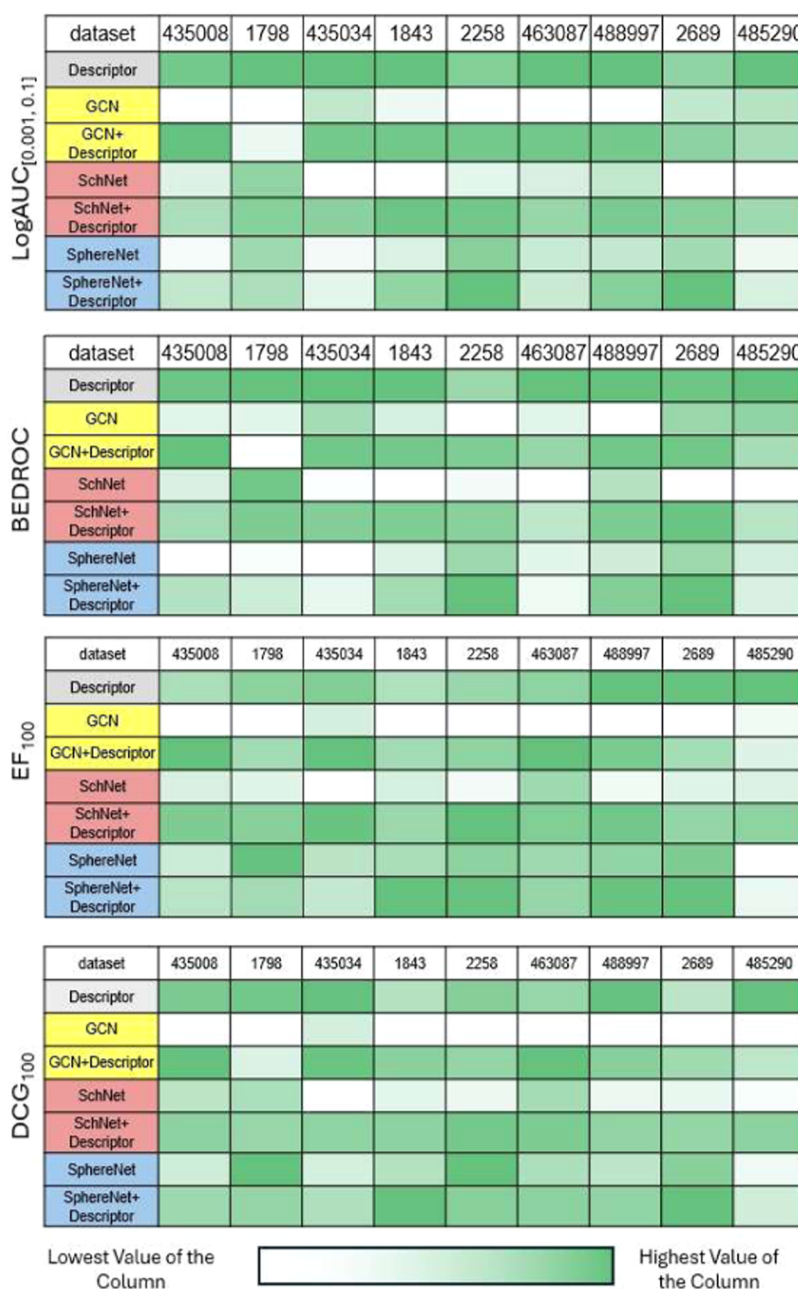 dataset 435008 1798 435034 1843 2258 463087 488997 2689 485290
Descriptor
GCN
GCN+
Descriptor
SchNet
SchNet+
Descriptor
SphereNet
SphereNet+
Descriptor
LogAUC[0.001, 0.1]
dataset 435008 1798 435034 1843 2258 463087 488997 2689 485290
Descriptor
GCN
GCN+Descriptor
SchNet
SchNet+
Descriptor
SphereNet
SphereNet+
Descriptor
BEDROC
dataset 435008 1798 435034 1843 2258 463087 488997 2689 485290
Descriptor
GCN
GCN+Descriptor
SchNet
SchNet+
Descriptor
SphereNet
SphereNet+
Descriptor
EF100
dataset 435008 1798 435034 1843 2258 463087 488997 2689 485290
Descriptor
GCN
GCN+Descriptor
SchNet
SchNet+
Descriptor
SphereNet
SphereNet+
Descriptor
DCG100
Lowest Value of the
Column
Highest Value of
the Column